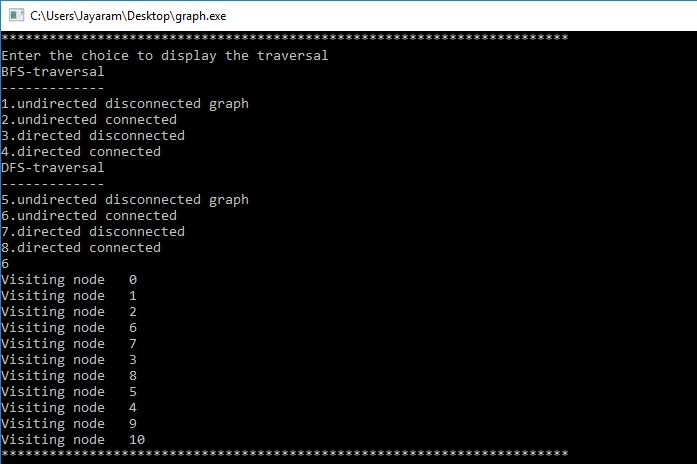 C:\Users\Jayaram\Desktop\graph.exe
***********************************************************************
Enter the choice to display the traversal
BFS-traversal
-------------
1.undirected disconnected graph
2.undirected connected
3.directed disconnected
4.directed connected
DFS-traversal
-------------
5.undirected disconnected graph
6.undirected connected
7.directed disconnected
8.directed connected
6
Visiting node   0
Visiting node   1
Visiting node   2
Visiting node   6
Visiting node   7
Visiting node   3
Visiting node   8
Visiting node   5
Visiting node   4
Visiting node   9
Visiting node   10
***********************************************************************